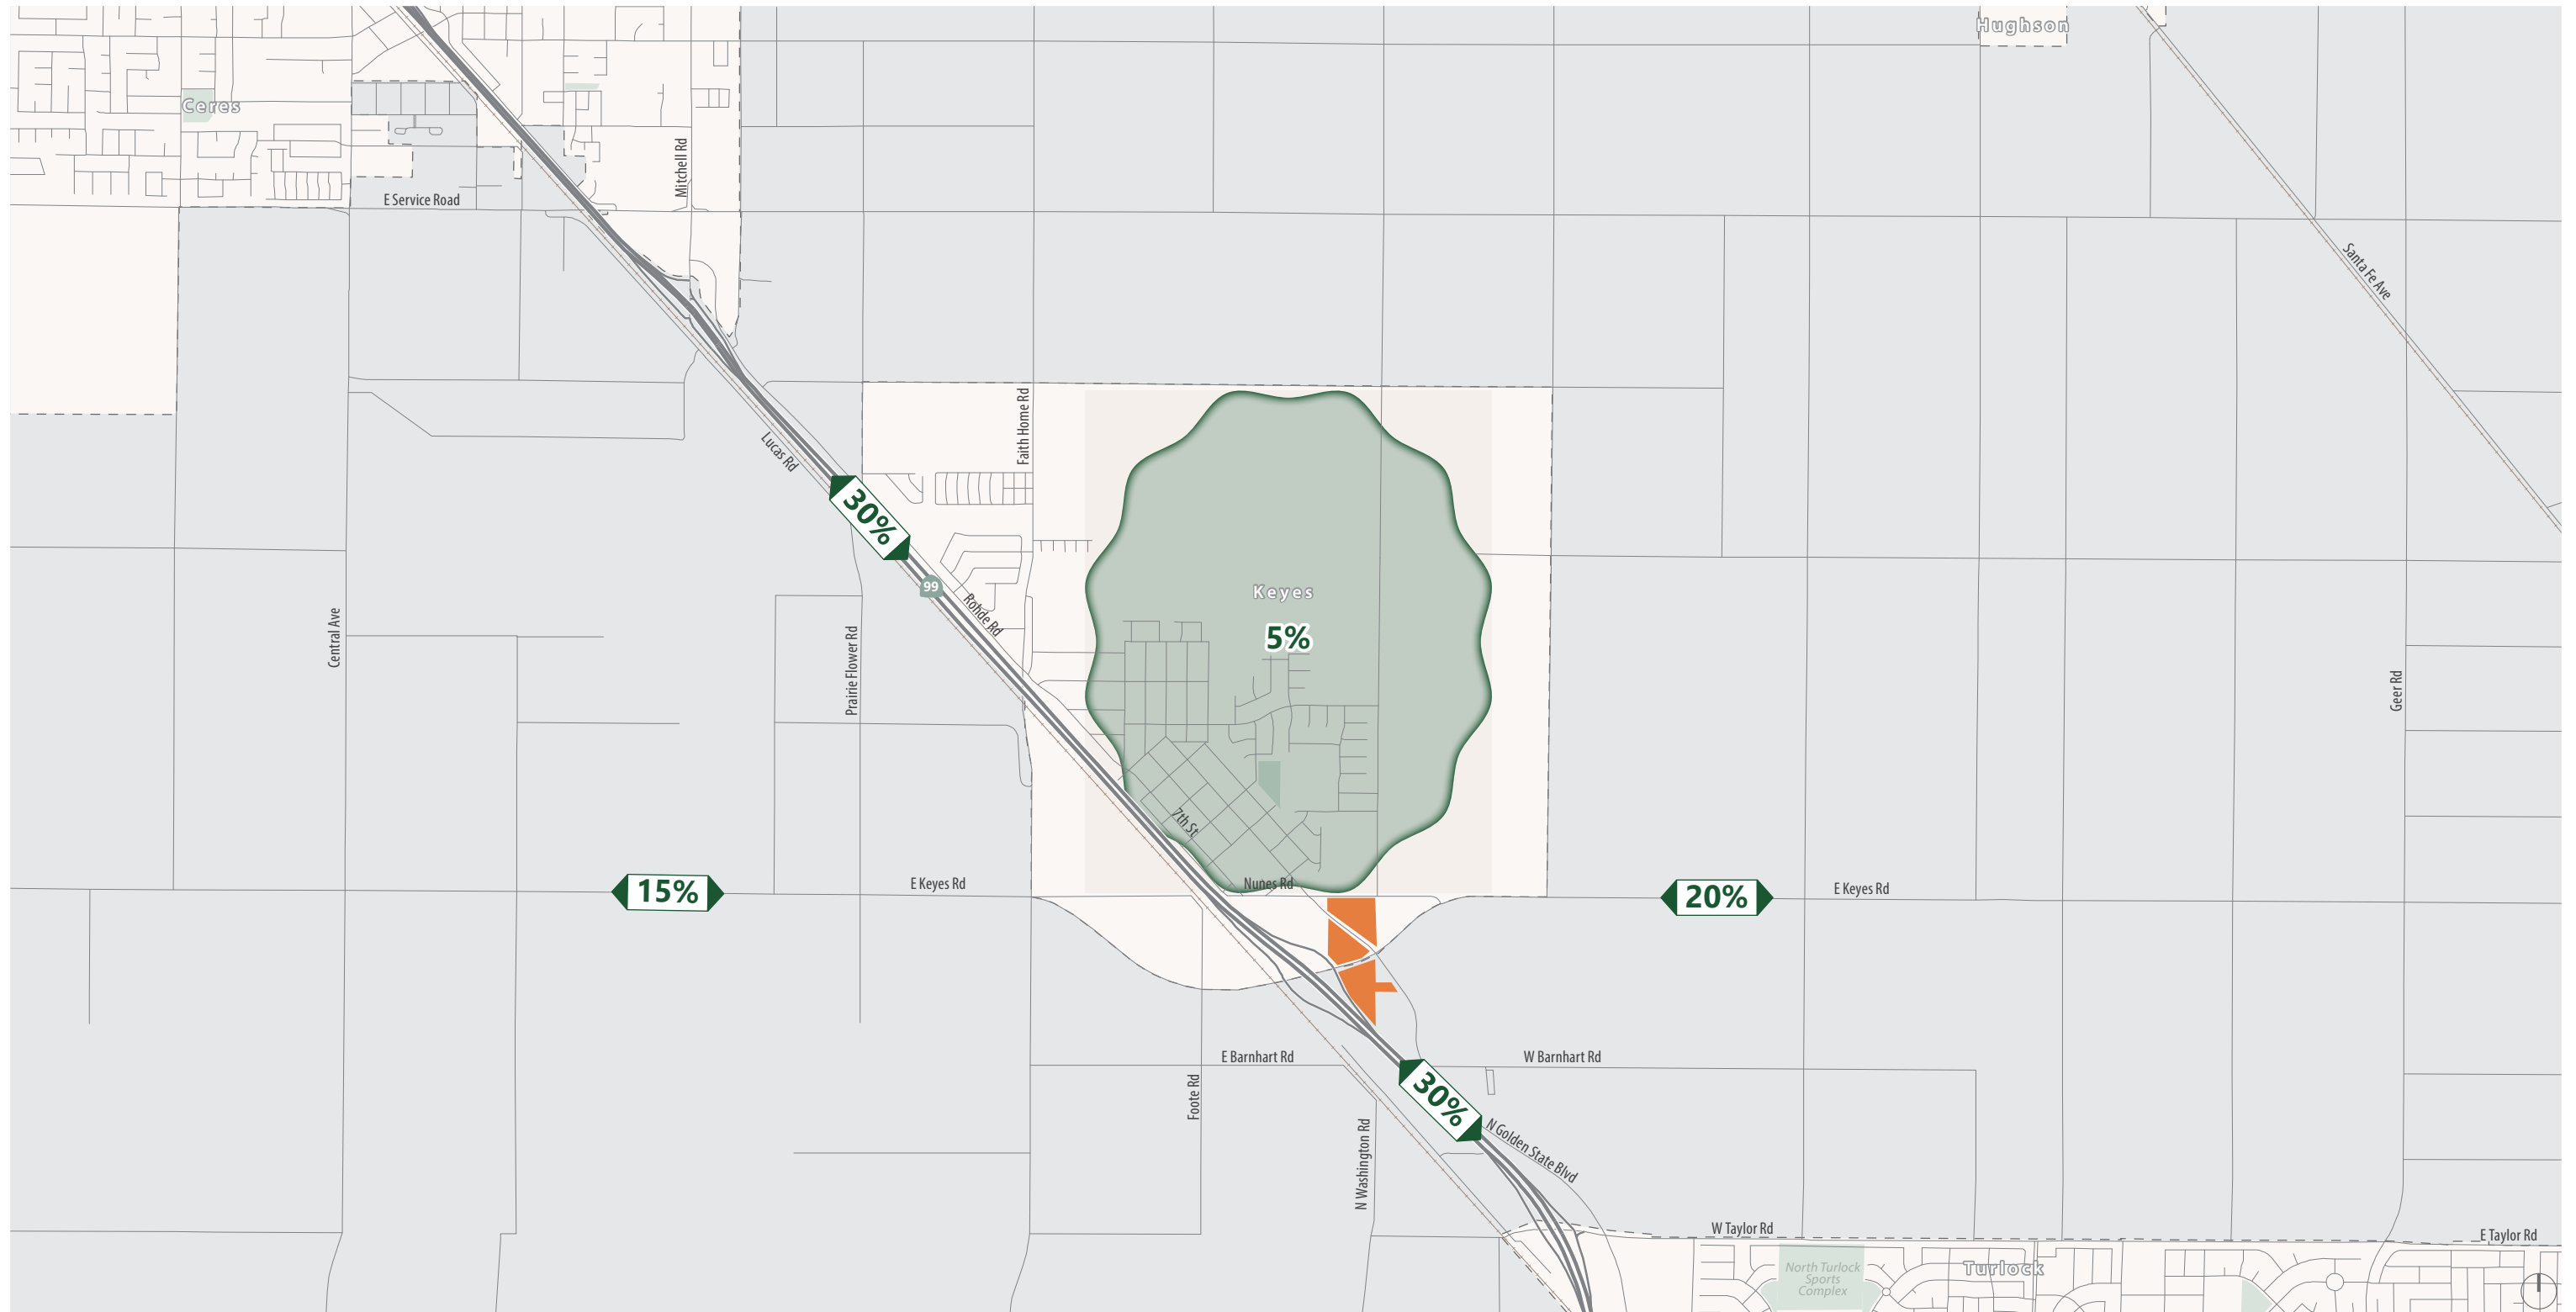 Hughson
Ceres
Mitchell Rd
E Service Road
Santa Fe Ave
Faith Home Rd
Lucas Rd
30%
99
Keyes
Rohde Rd
5%
Central Ave
Prairie Flower Rd
Geer Rd
7th St
15%
E Keyes Rd
Nunes Rd
20%
E Keyes Rd
E Barnhart Rd
W Barnhart Rd
Foote Rd
30%
N Washington Rd
N Golden State Blvd
W Taylor Rd
E Taylor Rd
North Turlock
Sports
Complex
Turlock